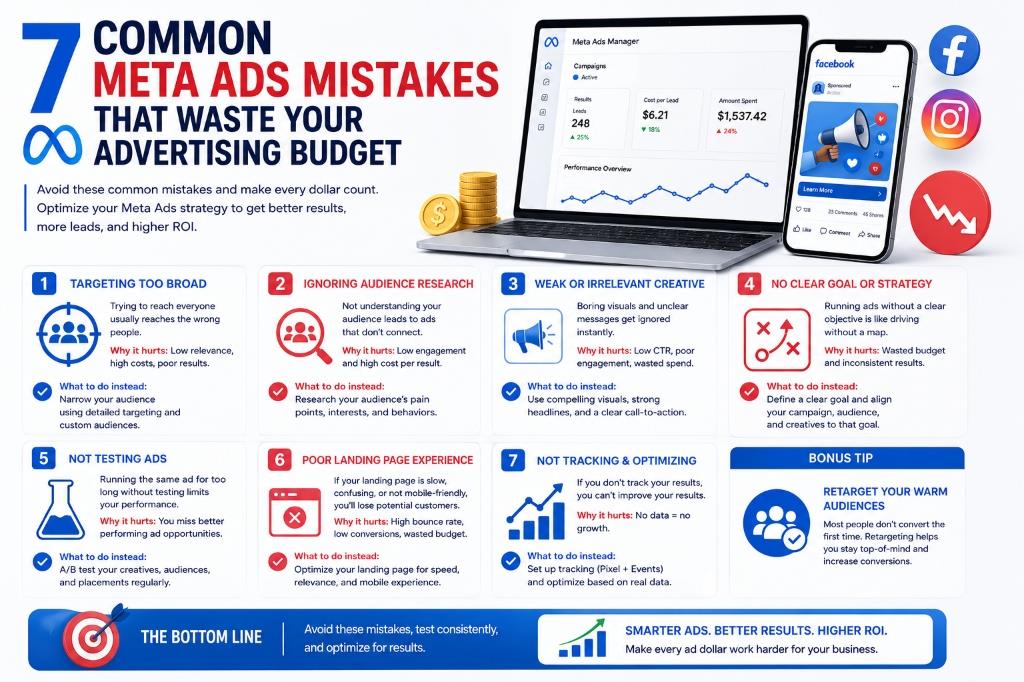 7 COMMON
META ADS MISTAKES
THAT WASTE YOUR
ADVERTISING BUDGET
Avoid these common mistakes and make every dollar count.
Optimize your Meta Ads strategy to get better results,
more leads, and higher ROI.
Meta Ads Manager
Campaigns
Active
Results
Leads
248
25%
Cost per Lead
$6.21
18%
Amount Spent
$1,537.42
24%
Performance Overview
facebook
Sponsored
Learn More
128
23 Comments
45 Shares
Like
Comment
Share
1 TARGETING TOO BROAD
Trying to reach everyone
usually reaches the wrong
people.
Why it hurts: Low relevance,
high costs, poor results.
What to do instead:
Narrow your audience
using detailed targeting and
custom audiences.
2 IGNORING AUDIENCE RESEARCH
Not understanding your
audience leads to ads
that don't connect.
Why it hurts: Low engagement
and high cost per result.
What to do instead:
Research your audience's pain
points, interests, and behaviors.
3 WEAK OR IRRELEVANT CREATIVE
Boring visuals and unclear
messages get ignored
instantly.
Why it hurts: Low CTR, poor
engagement, wasted spend.
What to do instead:
Use compelling visuals, strong
headlines, and a clear call-to-action.
4 NO CLEAR GOAL OR STRATEGY
Running ads without a clear
objective is like driving
without a map.
Why it hurts: Wasted budget
and inconsistent results.
What to do instead:
Define a clear goal and align
your campaign, audience,
and creatives to that goal.
5 NOT TESTING ADS
Running the same ad for too
long without testing limits
your performance.
Why it hurts: You miss better
performing ad opportunities.
What to do instead:
A/B test your creatives, audiences,
and placements regularly.
6 POOR LANDING PAGE EXPERIENCE
If your landing page is slow,
confusing, or not mobile-friendly,
you'll lose potential customers.
Why it hurts: High bounce rate,
low conversions, wasted budget.
What to do instead:
Optimize your landing page for speed,
relevance, and mobile experience.
7 NOT TRACKING & OPTIMIZING
If you don't track your results,
you can't improve your results.
Why it hurts: No data = no
growth.
What to do instead:
Set up tracking (Pixel + Events)
and optimize based on real data.
BONUS TIP
RETARGET YOUR WARM
AUDIENCES
Most people don't convert the
first time. Retargeting helps
you stay top-of-mind and
increase conversions.
THE BOTTOM LINE
Avoid these mistakes, test consistently,
and optimize for results.
SMARTER ADS. BETTER RESULTS. HIGHER ROI.
Make every ad dollar work harder for your business.